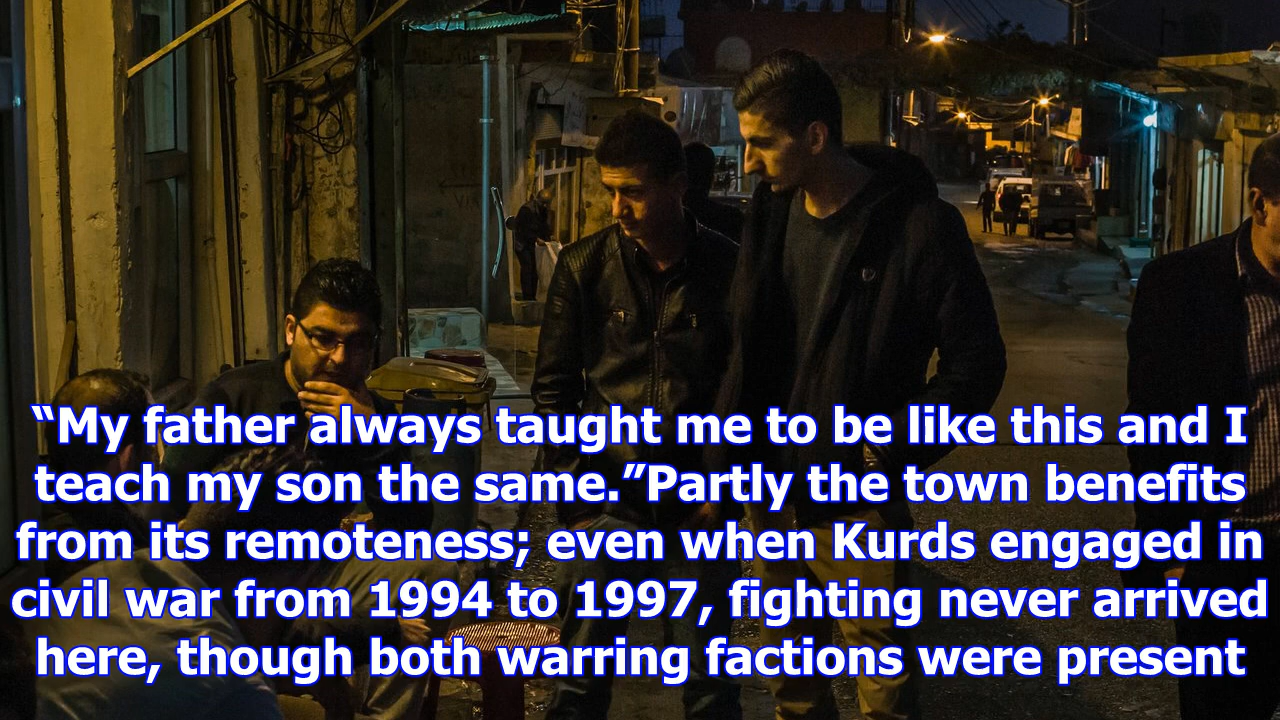 “My father always taught me to be like this and I
teach my son the same.”Partly the town benefits
from its remoteness; even when Kurds engaged in
civil war from 1994 to 1997, fighting never arrived
here, though both warring factions were present